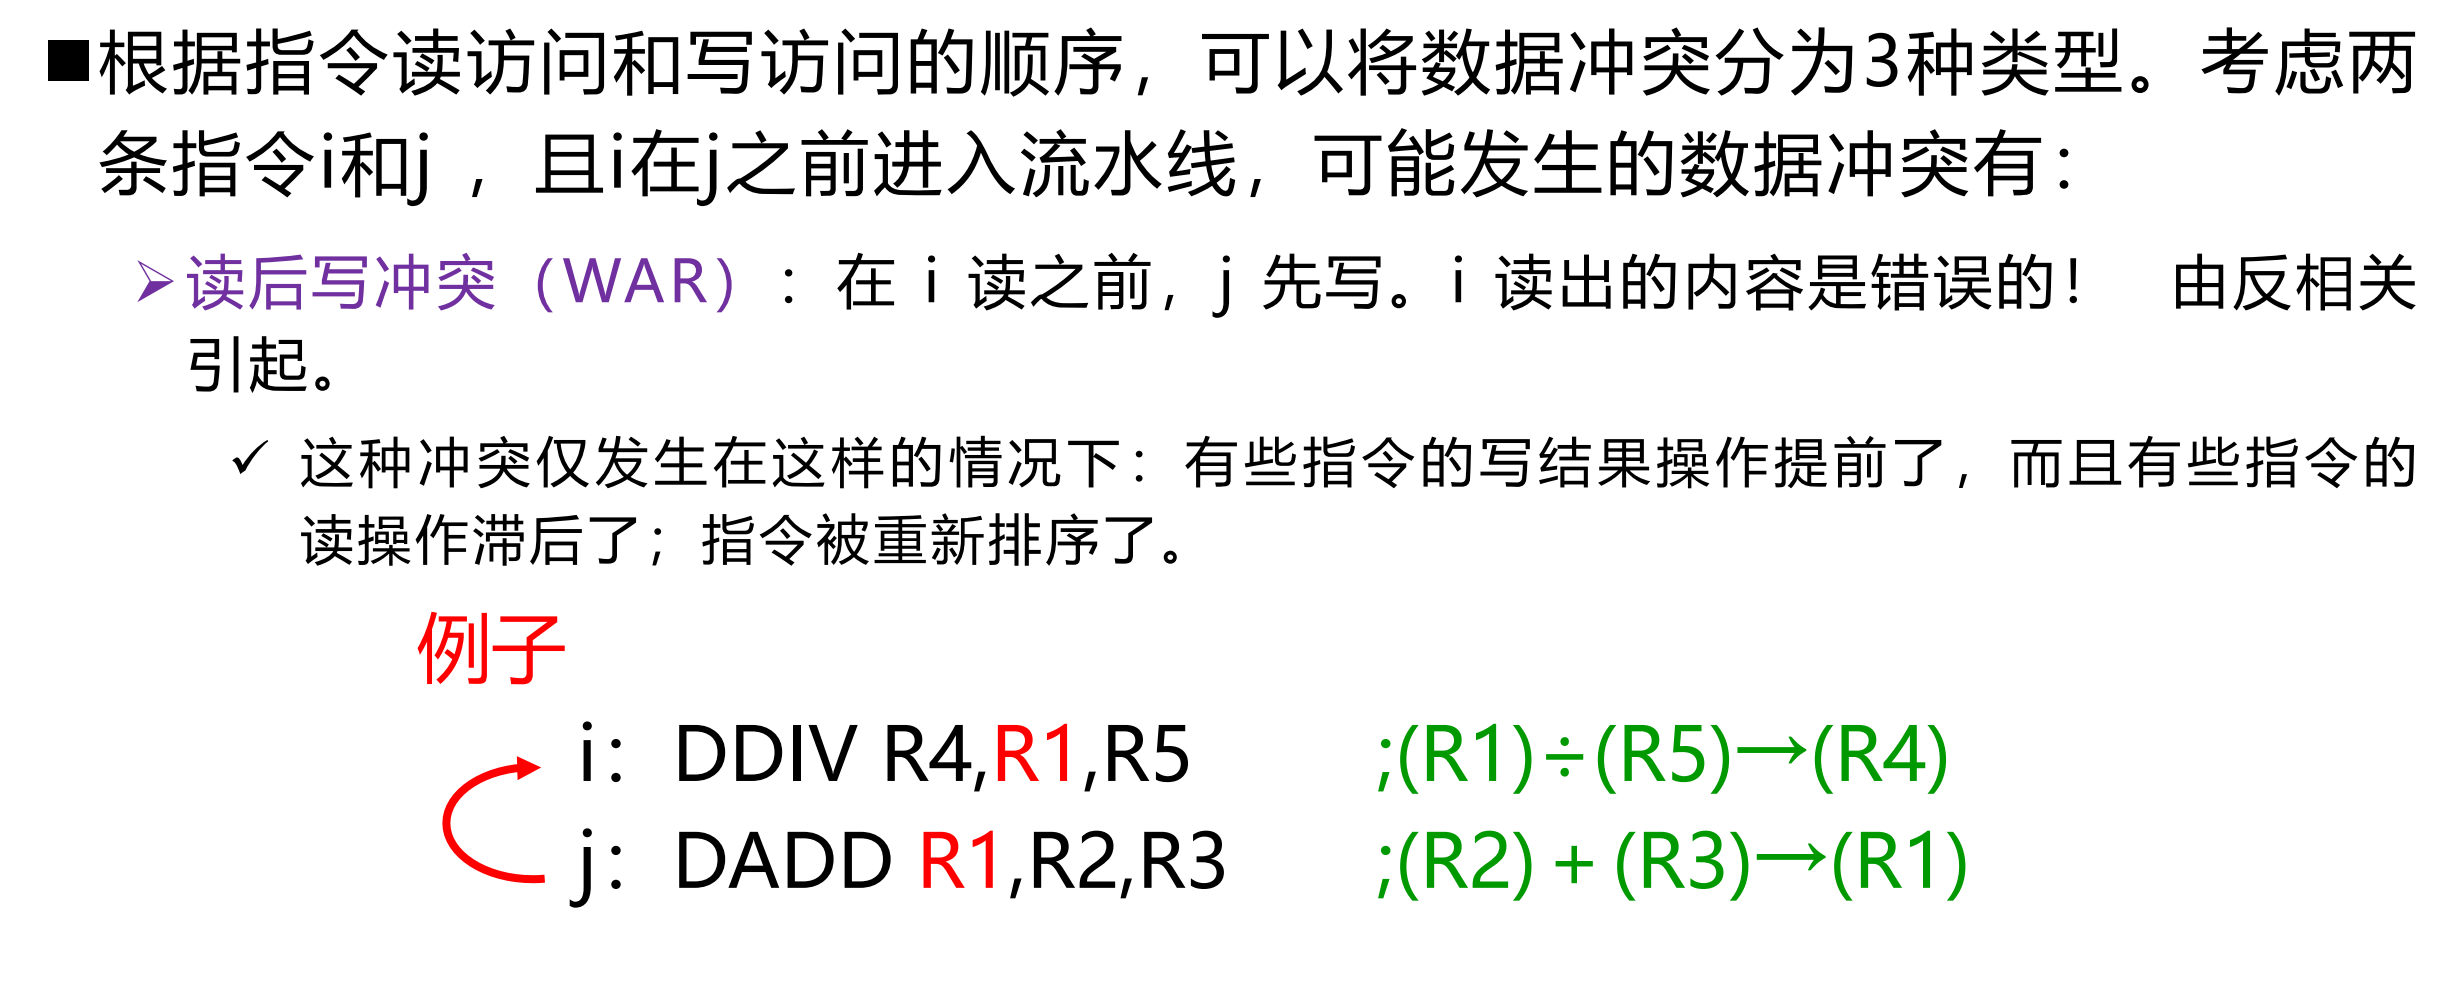 ■根据指令读访问和写访问的顺序，可以将数据冲突分为3种类型。考虑两
条指令i和j ，且i在j之前进入流水线，可能发生的数据冲突有：
➢读后写冲突（WAR）：在 i 读之前，j 先写。i 读出的内容是错误的！ 由反相关
引起。
✓ 这种冲突仅发生在这样的情况下：有些指令的写结果操作提前了，而且有些指令的
读操作滞后了；指令被重新排序了。
例子
i： DDIV R4,R1,R5 ;(R1)÷(R5)→(R4)
j： DADD R1,R2,R3 ;(R2)＋(R3)→(R1)